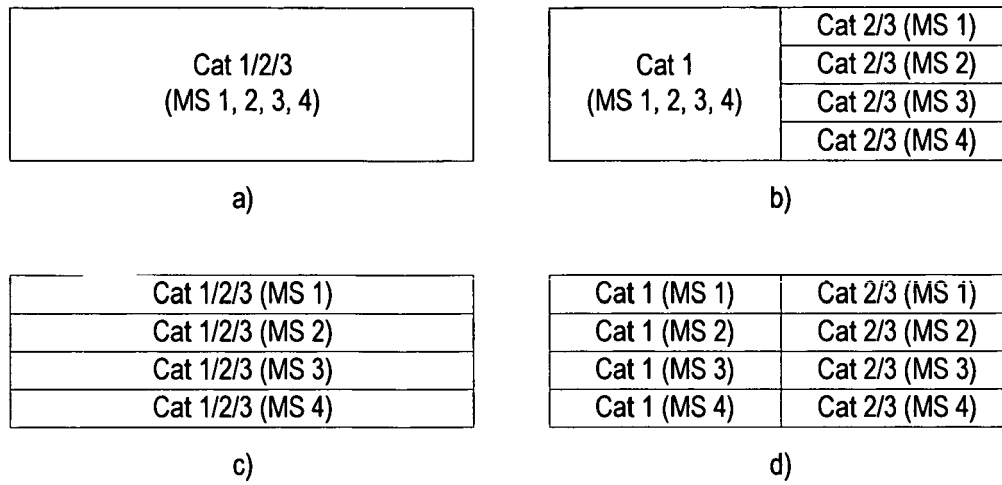 Cat 1/2/3
(MS 1, 2, 3, 4)
a)
Cat 1
(MS 1, 2, 3, 4)
Cat 2/3 (MS 1)
Cat 2/3 (MS 2)
Cat 2/3 (MS 3)
Cat 2/3 (MS 4)
b)
Cat 1/2/3 (MS 1)
Cat 1/2/3 (MS 2)
Cat 1/2/3 (MS 3)
Cat 1/2/3 (MS 4)
c)
Cat 1 (MS 1)
Cat 2/3 (MS 1)
Cat 1 (MS 2)
Cat 2/3 (MS 2)
Cat 1 (MS 3)
Cat 2/3 (MS 3)
Cat 1 (MS 4)
Cat 2/3 (MS 4)
d)